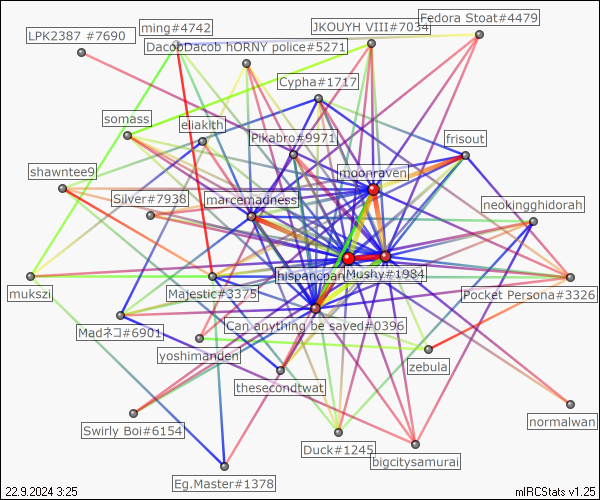 ming#4742
Fedora Stoat#4479
JKOUYH VIII#7034
LPK2387 #7690
DacobDacob hORNY police#5271
Cypha#1717
somass
eliakith
Pikabro#9971
frisout
shawntee9
moonraven
Silver#7938
marcemadness
neokingghidorah
hispancpan
Mushy#1984
mukszi
Majestic#3375
Pocket Persona#3326
Madネコ#6901
Can anything be saved#0396
yoshimanden
zebula
thesecondtwat
normalwan
Swirly Boi#6154
Duck#1245
bigcitysamurai
Eg.Master#1378
22.9.2024 3:25
mIRCStats v1.25